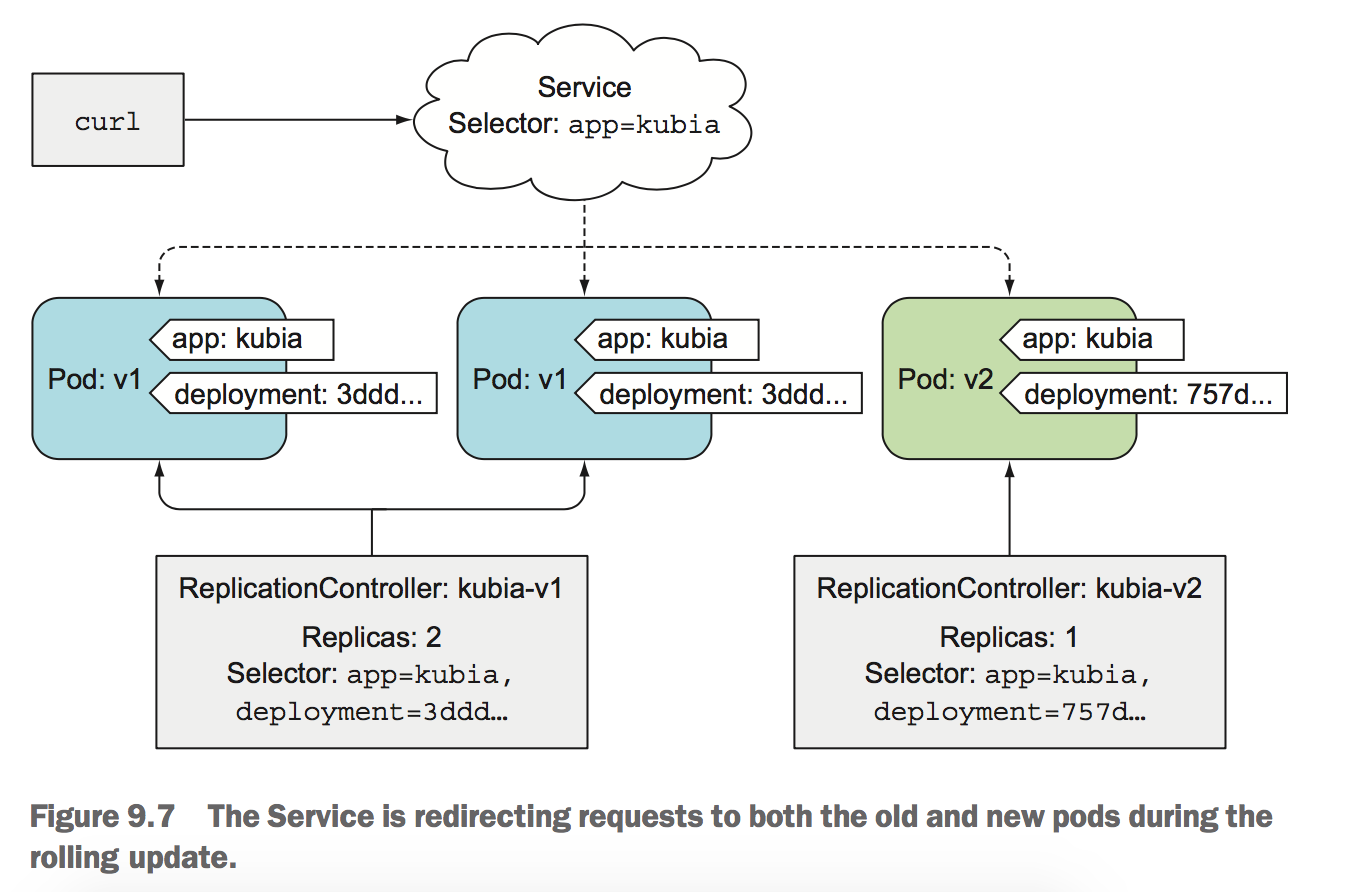 curl
Service
Selector: app=kubia
Pod: v1
app: kubia
deployment: 3ddd...
Pod: v1
app: kubia
deployment: 3ddd...
Pod: v2
app: kubia
deployment: 757d...
ReplicationController: kubia-v1
Replicas: 2
Selector: app=kubia,
deployment=3ddd...
ReplicationController: kubia-v2
Replicas: 1
Selector: app=kubia,
deployment=757d...
Figure 9.7 The Service is redirecting requests to both the old and new pods during the
rolling update.